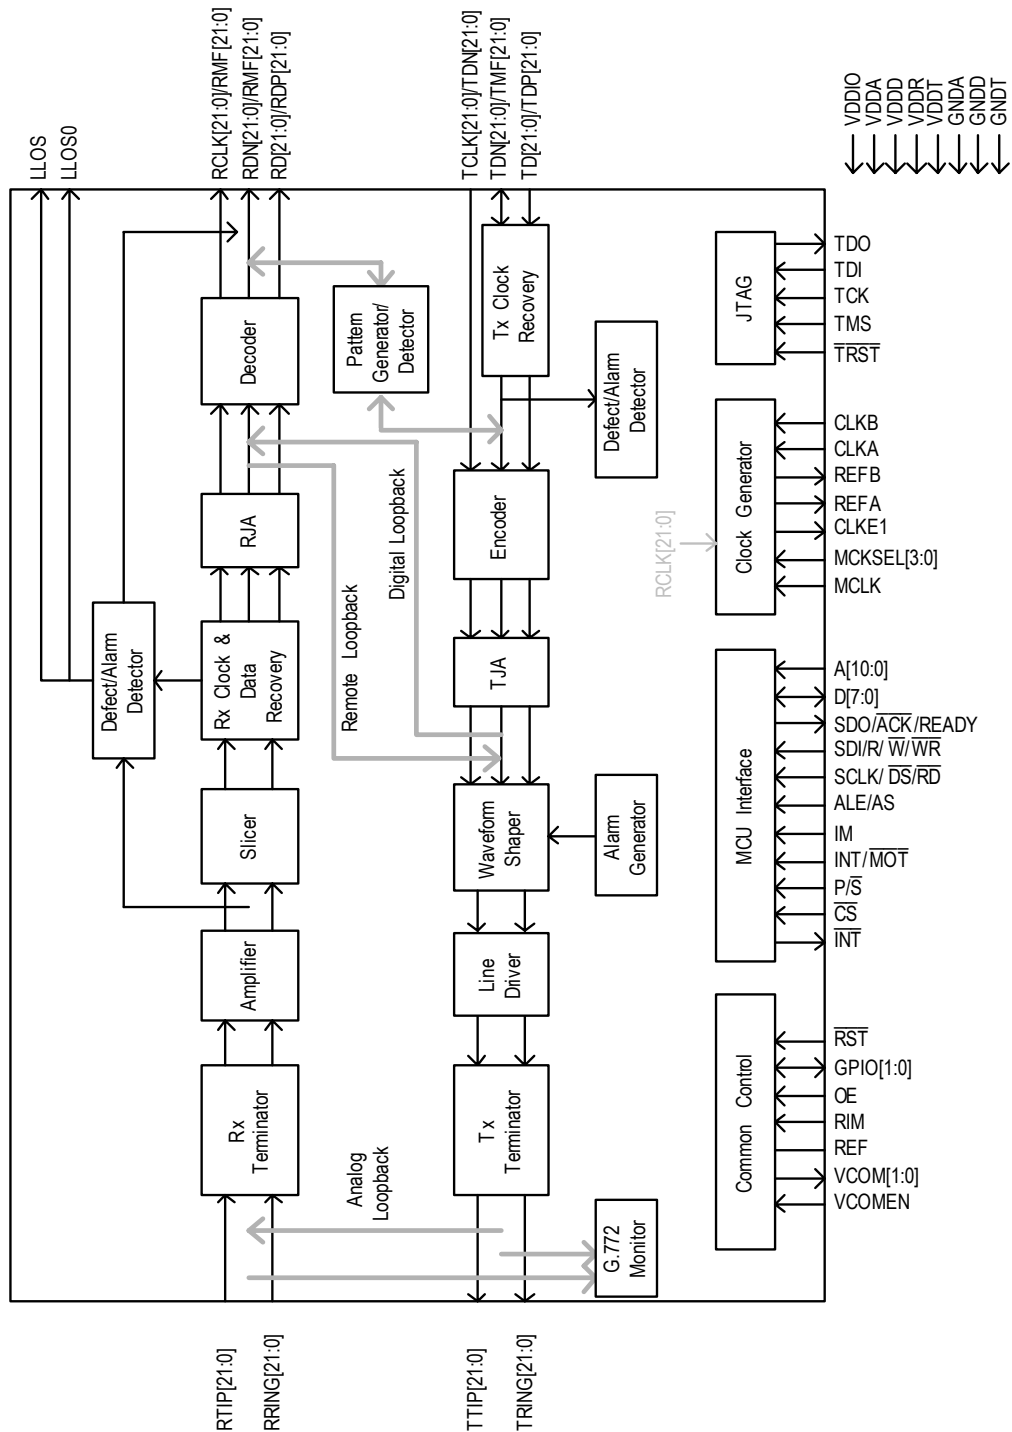 LLOS
LLOS0
RCLK[21:0]/RMF[21:0]
RDN[21:0]/RMF[21:0]
RD[21:0]/RDP[21:0]
TCLK[21:0]/TDN[21:0]
TDN[21:0]/TMF[21:0]
TD[21:0]/TDP[21:0]
VDDIO
VDDA
VDDD
VDDR
VDDT
GNDA
GNDD
GNDT
Decoder
Pattern
Generator/
Detector
Tx Clock
Recovery
Defect/Alarm
Detector
JTAG
TDO
TDI
TCK
TMS
TRST
RJA
Digital Loopback
Remote Loopback
Encoder
RCLK[21:0]
Clock Generator
CLKB
CLKA
REFB
REFA
CLKE1
MCKSEL[3:0]
MCLK
Defect/Alarm
Detector
Rx Clock &
Data
Recovery
TJA
Slicer
Waveform
Shaper
Alarm
Generator
MCU Interface
A[10:0]
D[7:0]
SDO/ACK/READY
SDI/R/ W/WR
SCLK/ DS/RD
ALE/AS
IM
INT/MOT
P/S
CS
INT
Amplifier
Line
Driver
Rx
Terminator
Tx
Terminator
Analog
Loopback
G.772
Monitor
Common Control
RST
GPIO[1:0]
OE
RIM
REF
VCOM[1:0]
VCOMEN
RTIP[21:0]
RRING[21:0]
TTIP[21:0]
TRING[21:0]